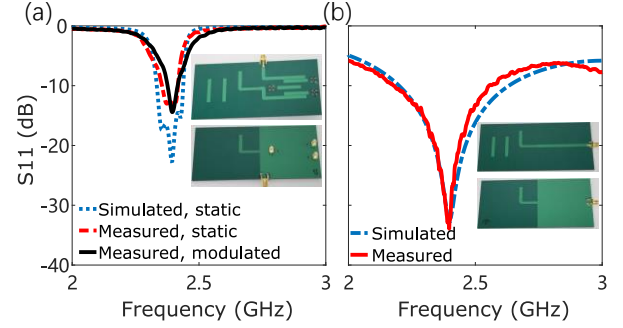 (a)
(b)
0
-10
-20
-30
-40
S11 (dB)
Simulated, static
Measured, static
Measured, modulated
2
2.5
3
Frequency (GHz)
Simulated
Measured
2
2.5
3
Frequency (GHz)